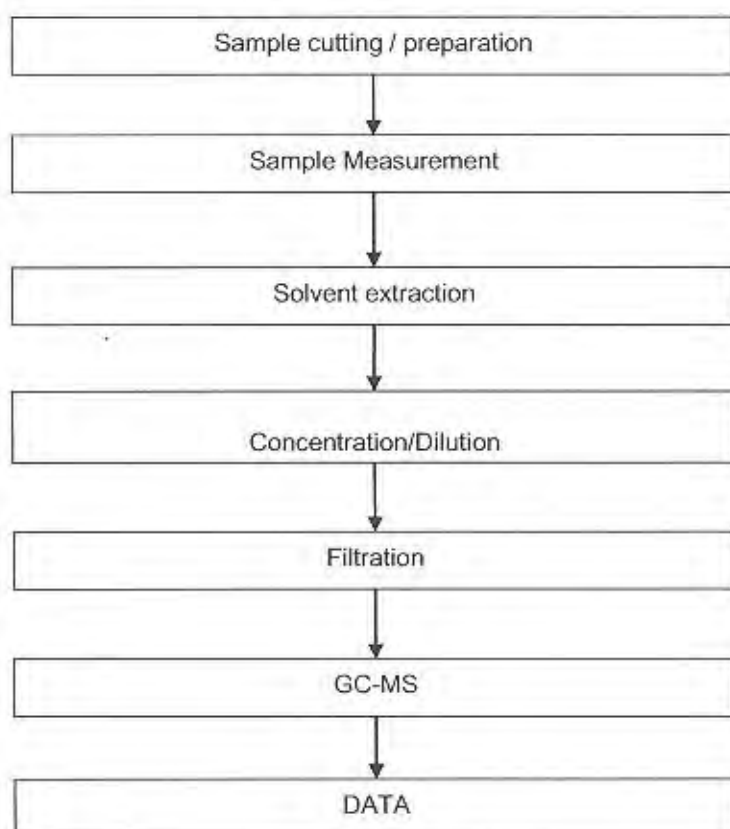 Sample cutting / preparation
Sample Measurement
Solvent extraction
Concentration/Dilution
Filtration
GC-MS
DATA